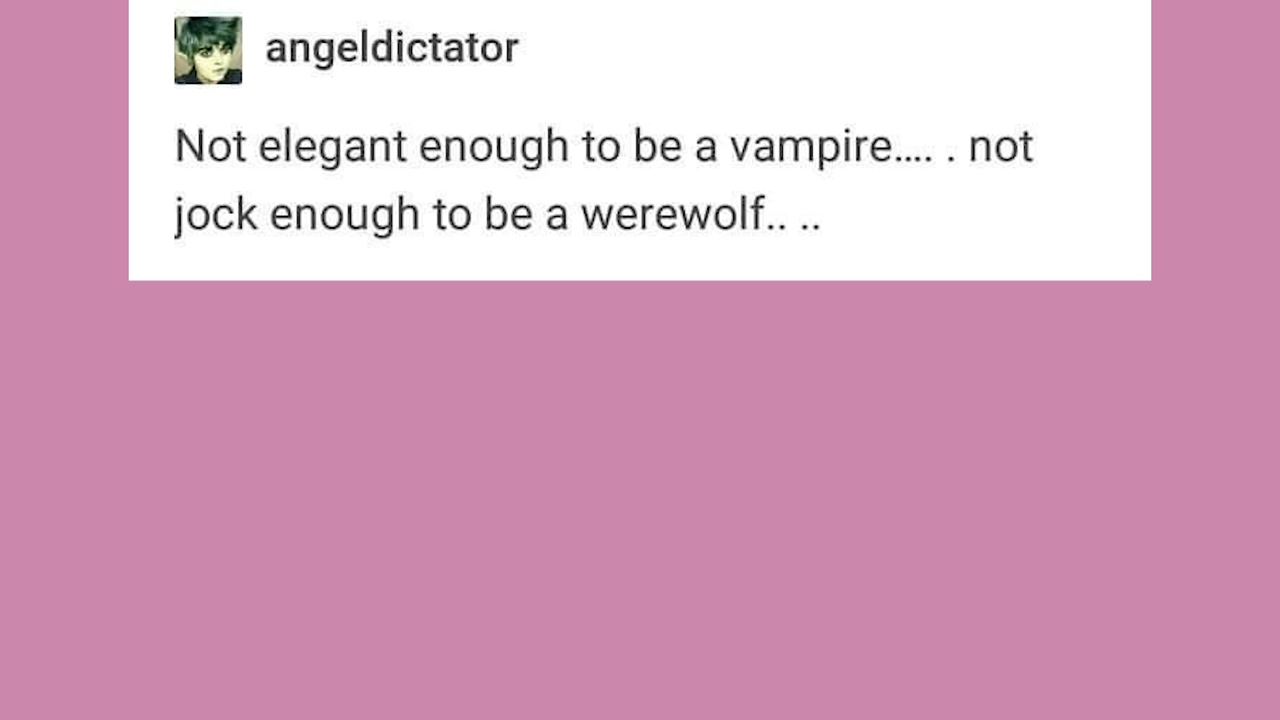 angeldictator
Not elegant enough to be a vampire.... . not
jock enough to be a werewolf.. ..